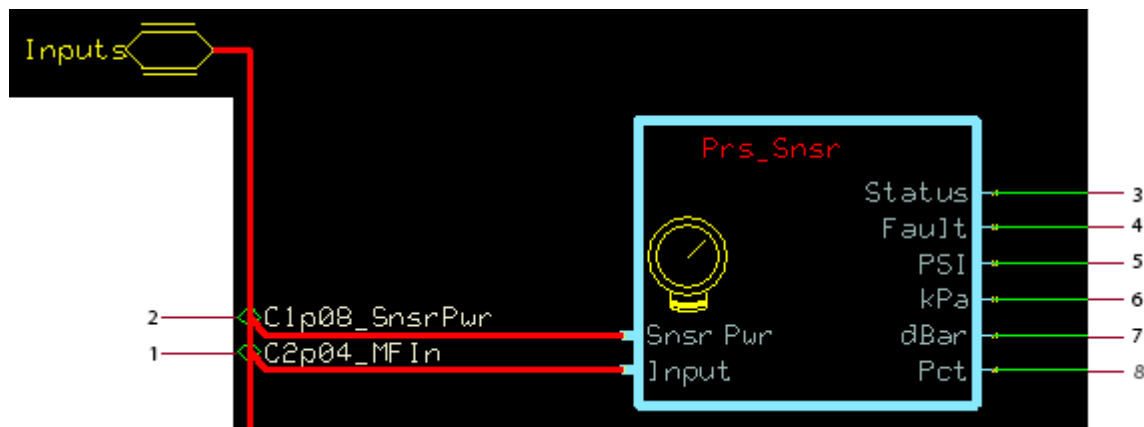 Inputs
Prs_Snsr
Status 3
Fault 4
PSI 5
kPa 6
2 C1p08_SnsrPwr
Snsr Pwr dBar 7
1 C2p04_MFIn
Input Pct 8